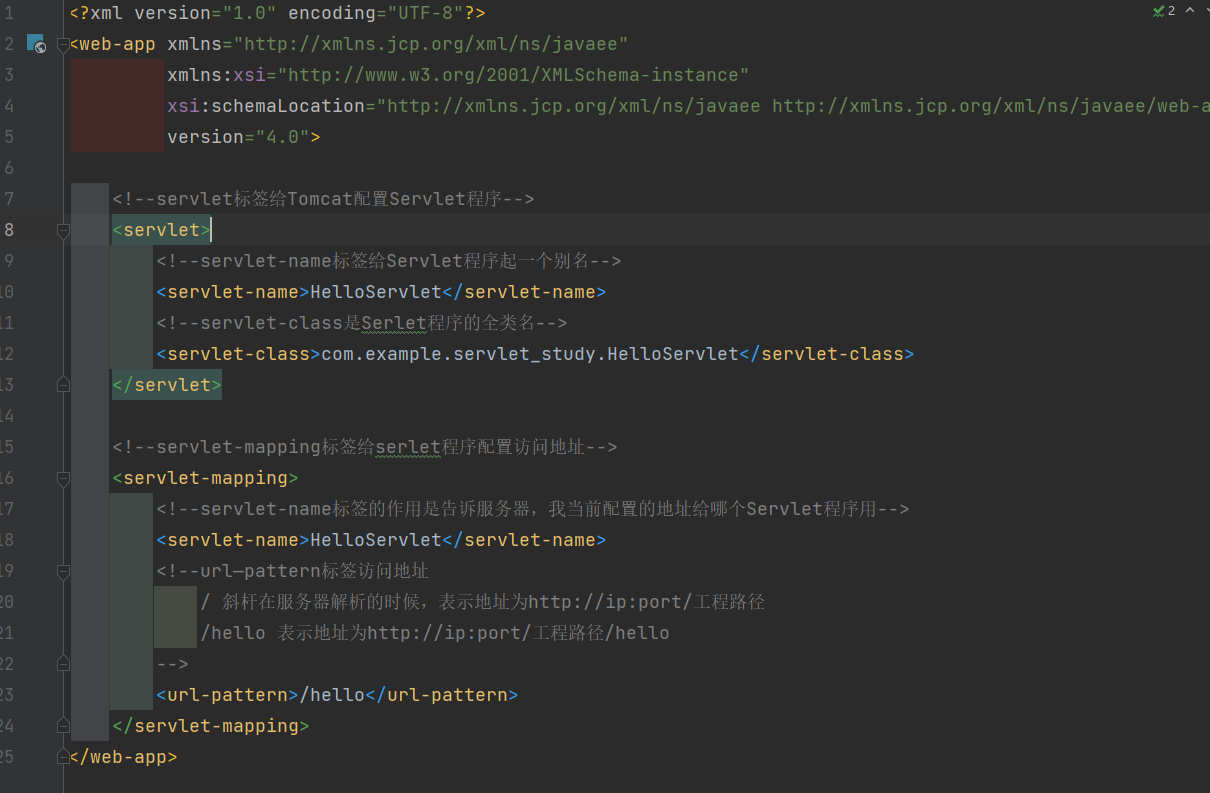 1 <?xml version="1.0" encoding="UTF-8"?>
2 <web-app xmlns="http://xmlns.jcp.org/xml/ns/javaee"
3 xmlns:xsi="http://www.w3.org/2001/XMLSchema-instance"
4 xsi:schemaLocation="http://xmlns.jcp.org/xml/ns/javaee http://xmlns.jcp.org/xml/ns/javaee/web-a
5 version="4.0">
6
7 <!--servlet标签给Tomcat配置Servlet程序-->
8 <servlet>
9 <!--servlet-name标签给Servlet程序起一个别名-->
10 <servlet-name>HelloServlet</servlet-name>
11 <!--servlet-class是Serlet程序的全类名-->
12 <servlet-class>com.example.servlet_study.HelloServlet</servlet-class>
13 </servlet>
14
15 <!--servlet-mapping标签给serlet程序配置访问地址-->
16 <servlet-mapping>
17 <!--servlet-name标签的作用是告诉服务器，我当前配置的地址给哪个Servlet程序用-->
18 <servlet-name>HelloServlet</servlet-name>
19 <!--url—pattern标签访问地址
20 / 斜杆在服务器解析的时候，表示地址为http://ip:port/工程路径
21 /hello 表示地址为http://ip:port/工程路径/hello
22 -->
23 <url-pattern>/hello</url-pattern>
24 </servlet-mapping>
25 </web-app>
2